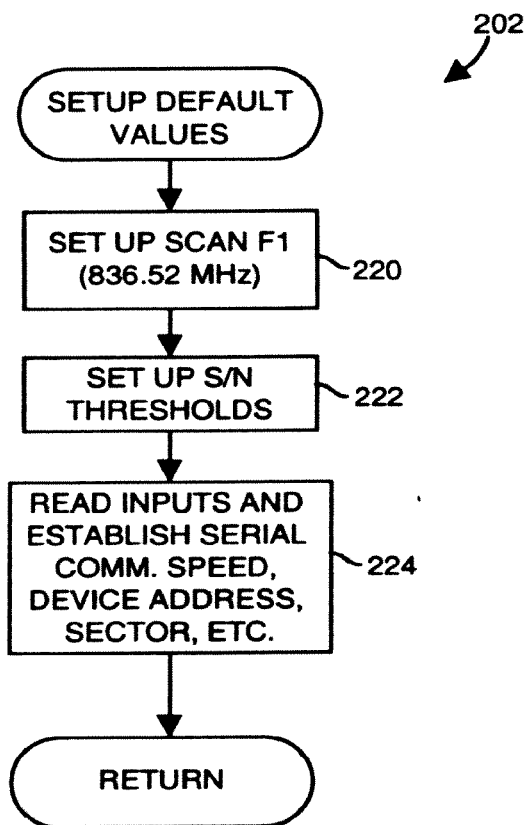 202
SETUP DEFAULT
VALUES
SET UP SCAN F1
(836.52 MHz)
220
SET UP S/N
THRESHOLDS
222
READ INPUTS AND
ESTABLISH SERIAL
COMM. SPEED,
DEVICE ADDRESS,
SECTOR, ETC.
224
RETURN